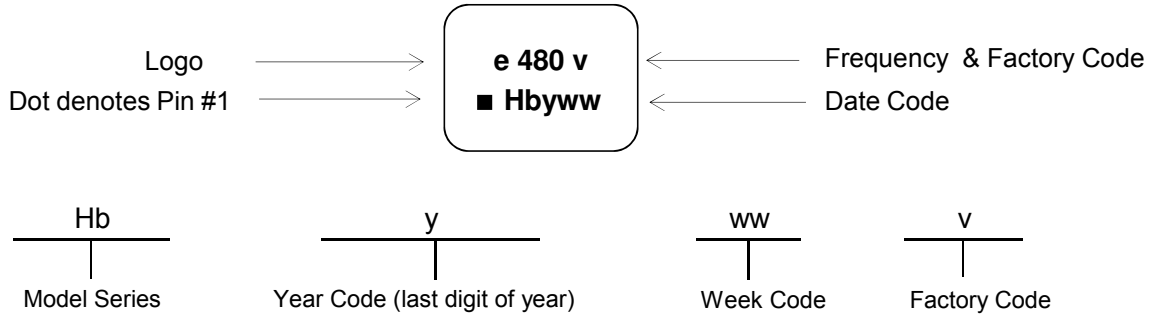 Logo
e 480 v
Frequency & Factory Code
Dot denotes Pin #1
■ Hbyww
Date Code
Hb
y
ww
v
Model Series
Year Code (last digit of year)
Week Code
Factory Code